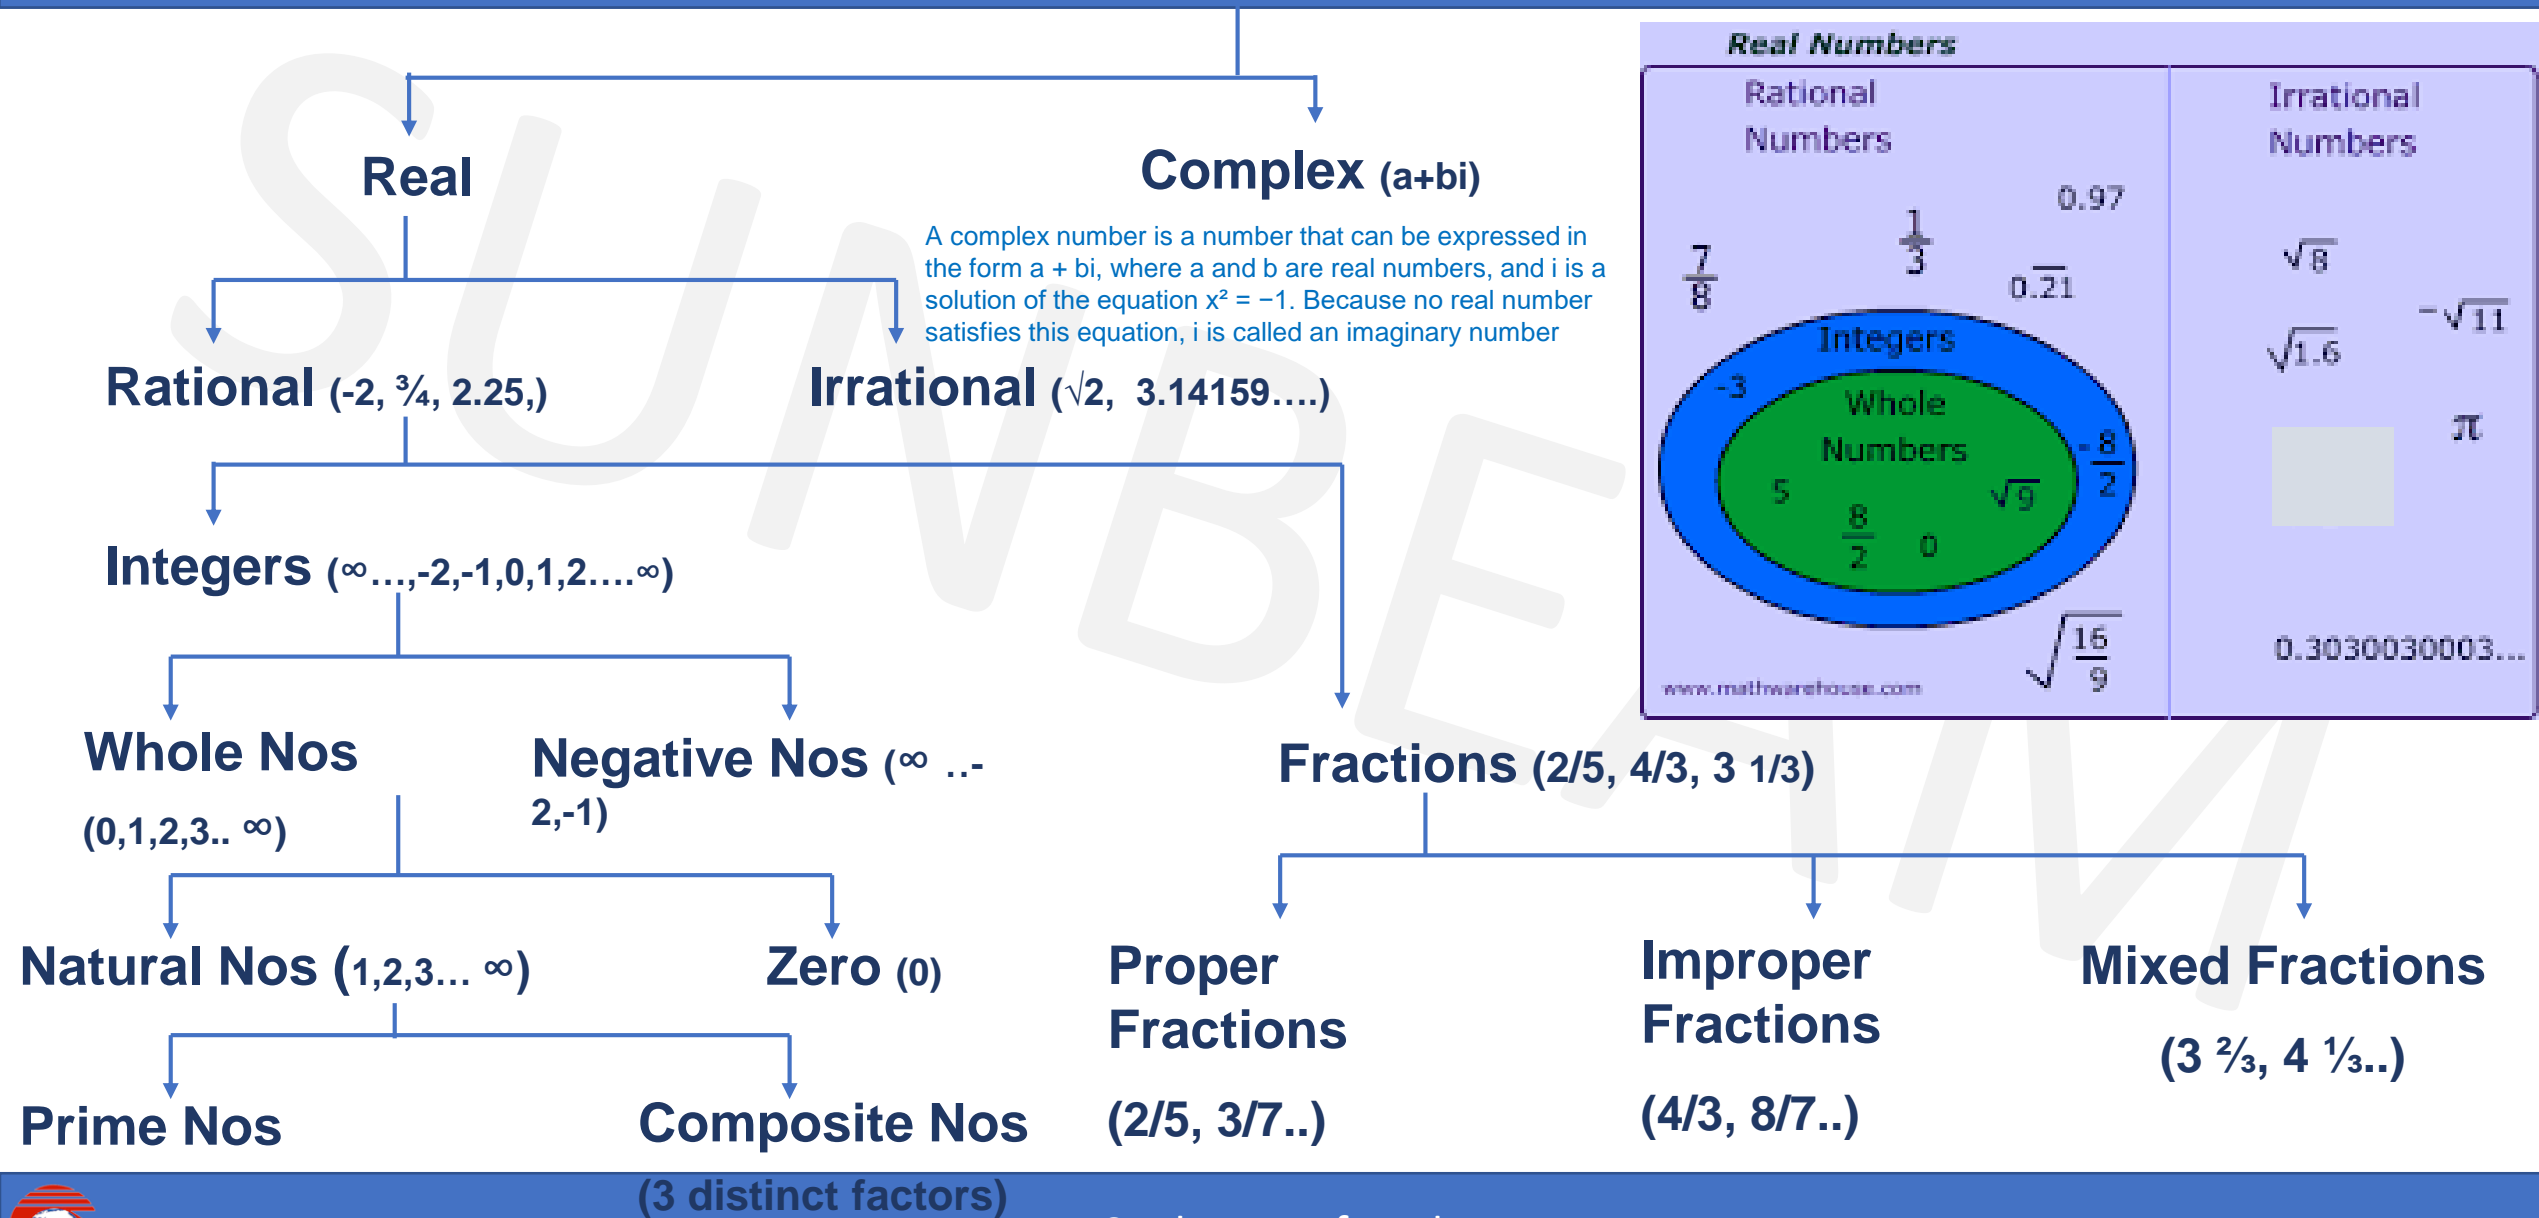 Real
Complex (a+bi)
A complex number is a number that can be expressed in
the form a + bi, where a and b are real numbers, and i is a
solution of the equation x² = −1. Because no real number
satisfies this equation, i is called an imaginary number
Rational (-2, ¾, 2.25,)
Irrational (√2, 3.14159....)
Integers (∞...,-2,-1,0,1,2....∞)
Whole Nos
(0,1,2,3.. ∞)
Negative Nos (∞ ..-
2,-1)
Fractions (2/5, 4/3, 3 1/3)
Natural Nos (1,2,3... ∞)
Zero (0)
Proper
Fractions
(2/5, 3/7..)
Improper
Fractions
(4/3, 8/7..)
Mixed Fractions
(3 ⅔, 4 ⅓..)
Prime Nos
Composite Nos
(3 distinct factors)
Real Numbers
Rational
Numbers
0.97
1/3
7/8
0.2̅1̅
Integers
-3
Whole
Numbers
-8/2
5
√9
8/2
0
√(16/9)
www.mathwarehouse.com
Irrational
Numbers
√8
-√11
√1.6
π
0.3030030003...
SUNBEAM